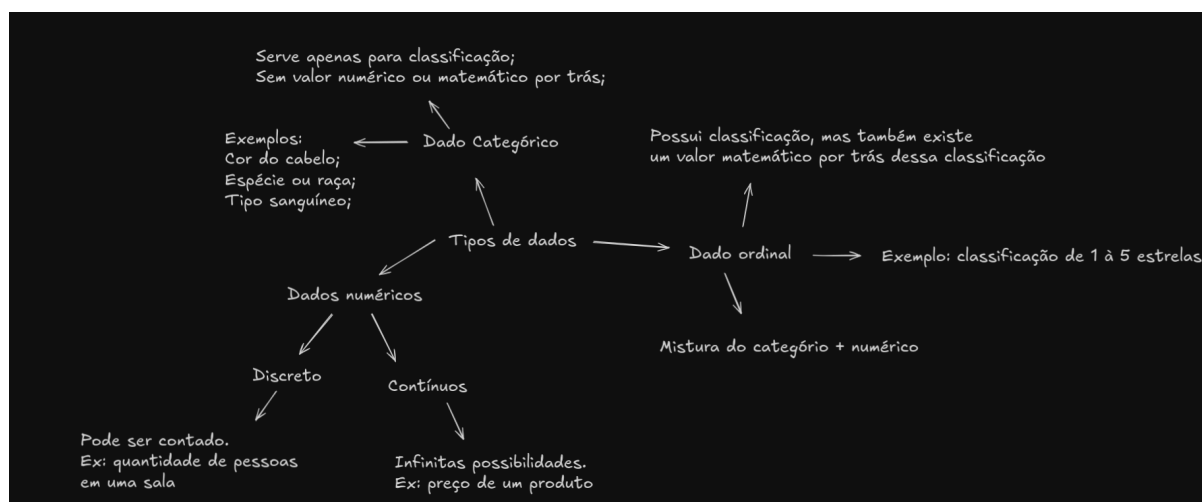 Serve apenas para classificação;
Sem valor numérico ou matemático por trás;
Dado Categórico
Exemplos:
Cor do cabelo;
Espécie ou raça;
Tipo sanguíneo;
Possui classificação, mas também existe
um valor matemático por trás dessa classificação
Tipos de dados
Dado ordinal
Exemplo: classificação de 1 à 5 estrelas
Mistura do categório + numérico
Dados numéricos
Discreto
Contínuos
Pode ser contado.
Ex: quantidade de pessoas
em uma sala
Infinitas possibilidades.
Ex: preço de um produto